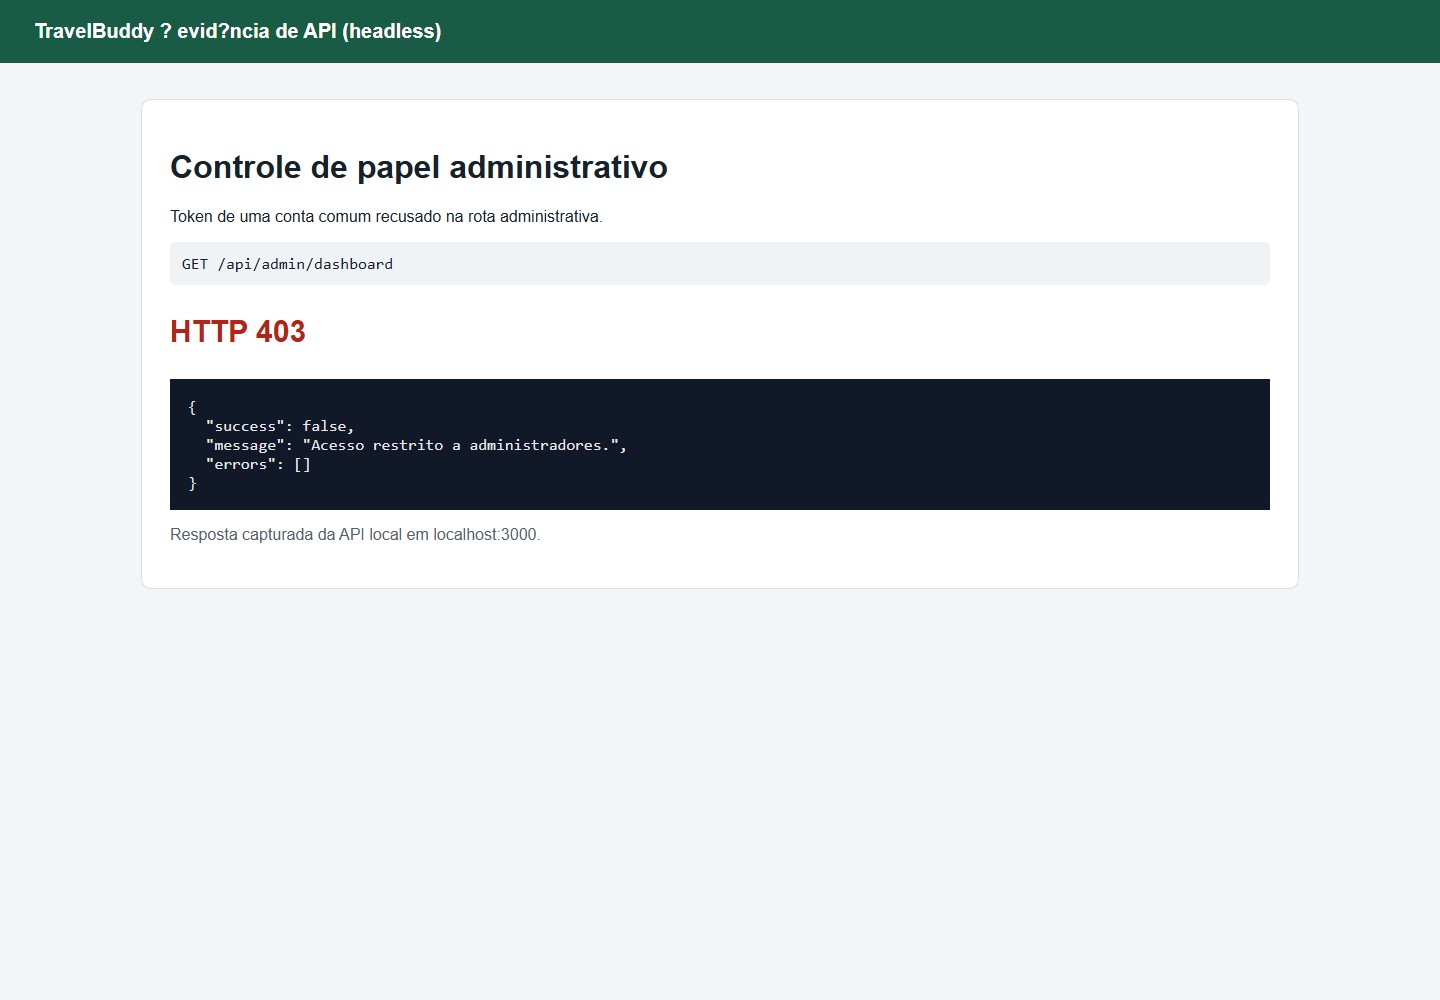 TravelBuddy ? evid?ncia de API (headless)
Controle de papel administrativo
Token de uma conta comum recusado na rota administrativa.
GET /api/admin/dashboard
HTTP 403
{
  "success": false,
  "message": "Acesso restrito a administradores.",
  "errors": []
}
Resposta capturada da API local em localhost:3000.